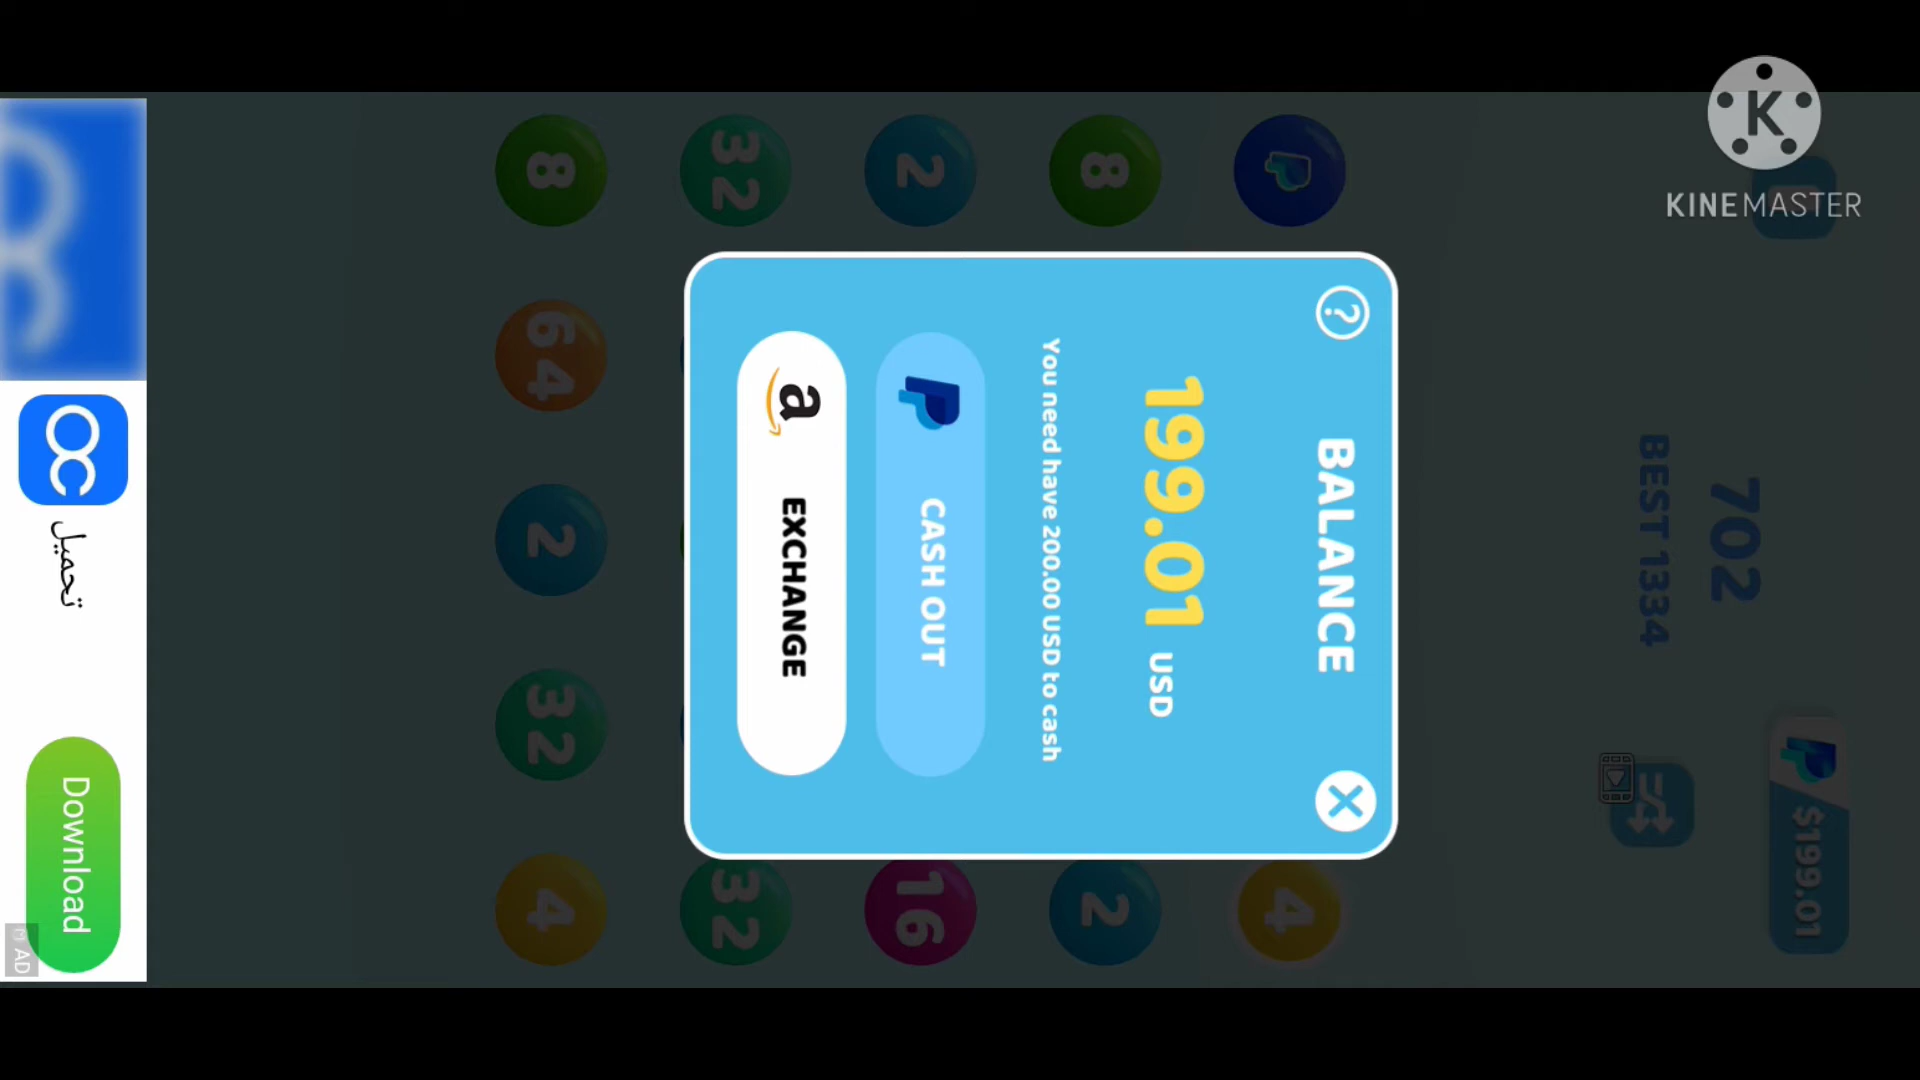 KINEMASTER
702
BEST 1334
$199.01
BALANCE
?
199.01 USD
You need have 200.00 USD to cash
CASH OUT
a EXCHANGE
8
2
8
32
8
64
2
32
4
2
16
32
4
تحميل
Download
AD